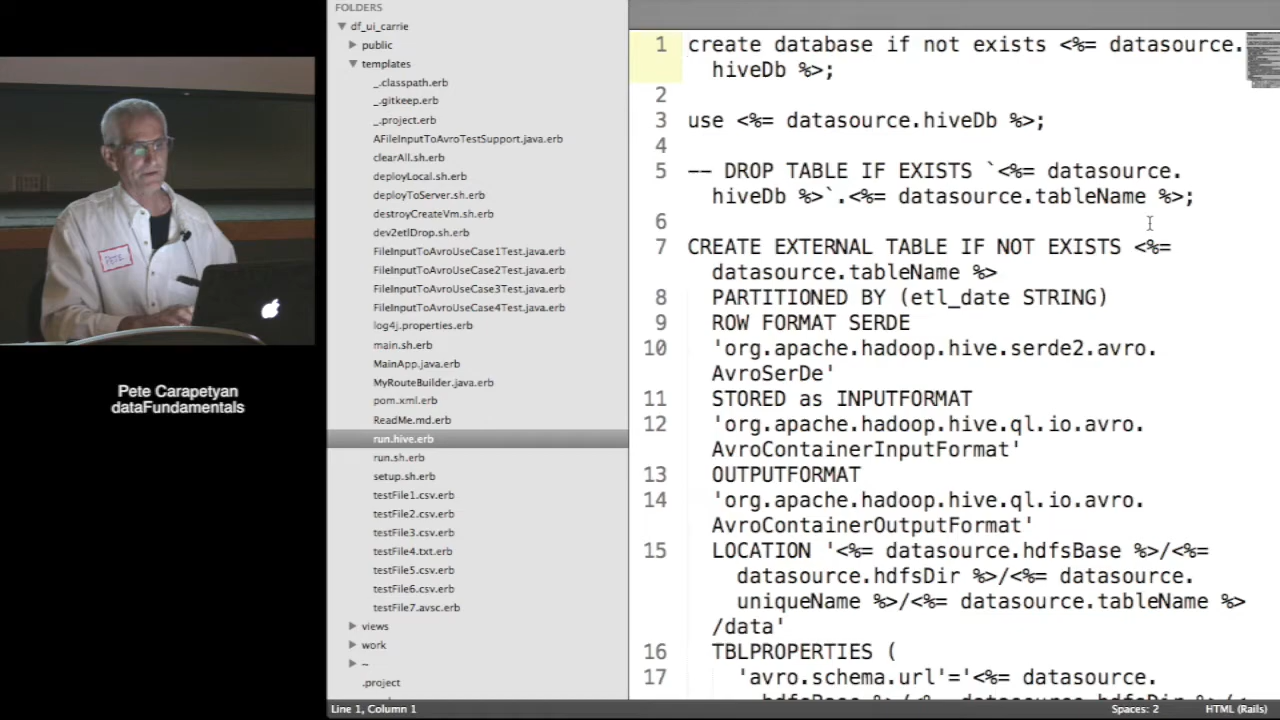 FOLDERS
df_ui_carrie
public
templates
_.classpath.erb
_.gitkeep.erb
_.project.erb
AFileInputToAvroTestSupport.java.erb
clearAll.sh.erb
deployLocal.sh.erb
deployToServer.sh.erb
destroyCreateVm.sh.erb
dev2etlDrop.sh.erb
FileInputToAvroUseCase1Test.java.erb
FileInputToAvroUseCase2Test.java.erb
FileInputToAvroUseCase3Test.java.erb
FileInputToAvroUseCase4Test.java.erb
log4j.properties.erb
main.sh.erb
MainApp.java.erb
MyRouteBuilder.java.erb
pom.xml.erb
ReadMe.md.erb
run.hive.erb
run.sh.erb
setup.sh.erb
testFile1.csv.erb
testFile2.csv.erb
testFile3.csv.erb
testFile4.txt.erb
testFile5.csv.erb
testFile6.csv.erb
testFile7.avsc.erb
views
work
~
.project
1 create database if not exists <%= datasource.
hiveDb %>;
2
3 use <%= datasource.hiveDb %>;
4
5 -- DROP TABLE IF EXISTS `<%= datasource.
hiveDb %>`.<%= datasource.tableName %>;
6
7 CREATE EXTERNAL TABLE IF NOT EXISTS <%=
datasource.tableName %>
8 PARTITIONED BY (etl_date STRING)
9 ROW FORMAT SERDE
10 'org.apache.hadoop.hive.serde2.avro.
AvroSerDe'
11 STORED as INPUTFORMAT
12 'org.apache.hadoop.hive.ql.io.avro.
AvroContainerInputFormat'
13 OUTPUTFORMAT
14 'org.apache.hadoop.hive.ql.io.avro.
AvroContainerOutputFormat'
15 LOCATION '<%= datasource.hdfsBase %>/<%=
datasource.hdfsDir %>/<%= datasource.
uniqueName %>/<%= datasource.tableName %>
/data'
16 TBLPROPERTIES (
17 'avro.schema.url'='<%= datasource.
Line 1, Column 1
Spaces: 2
HTML (Rails)
PETE
Pete Carapetyan
dataFundamentals